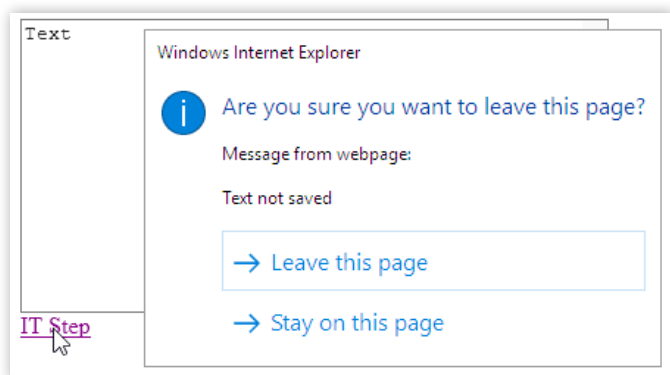 Text
Windows Internet Explorer
Are you sure you want to leave this page?
Message from webpage:
Text not saved
Leave this page
Stay on this page
IT Step